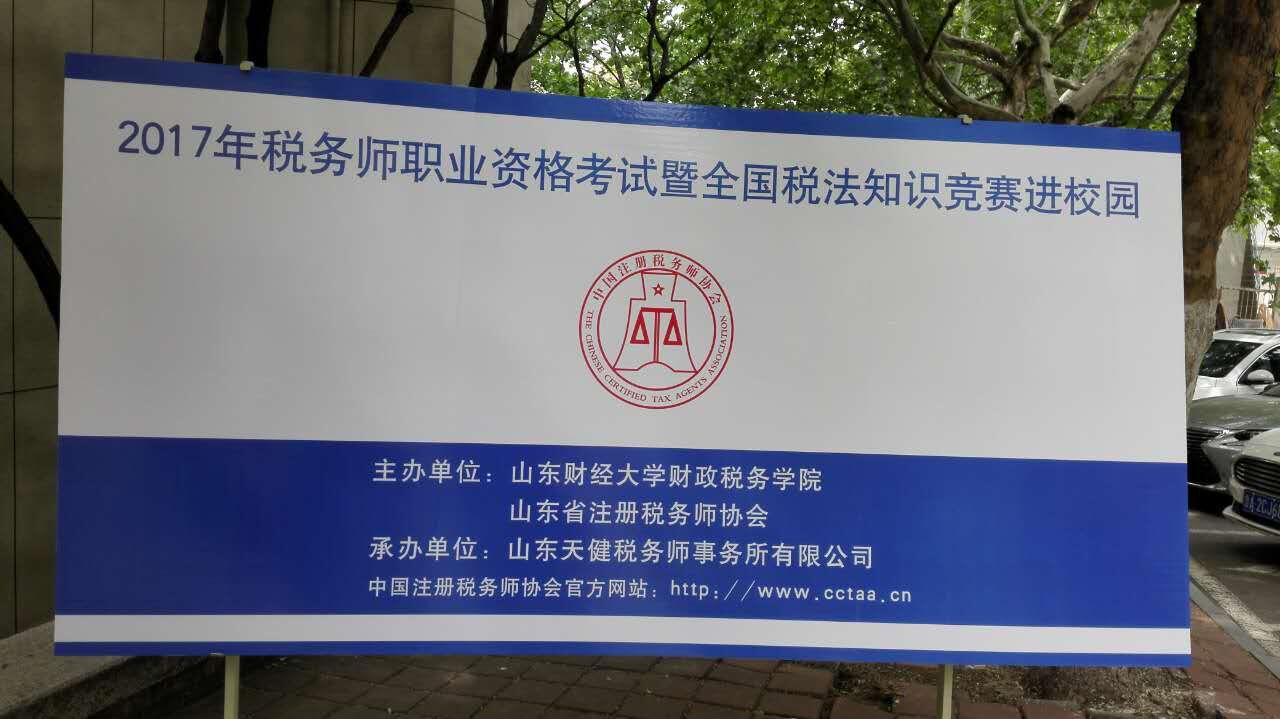 2017年税务师职业资格考试暨全国税法知识竞赛进校园
中国注册税务师协会
THE CHINESE CERTIFIED TAX AGENTS ASSOCIATION
主办单位：山东财经大学财政税务学院
山东省注册税务师协会
承办单位：山东天健税务师事务所有限公司
中国注册税务师协会官方网站：http://www.cctaa.cn